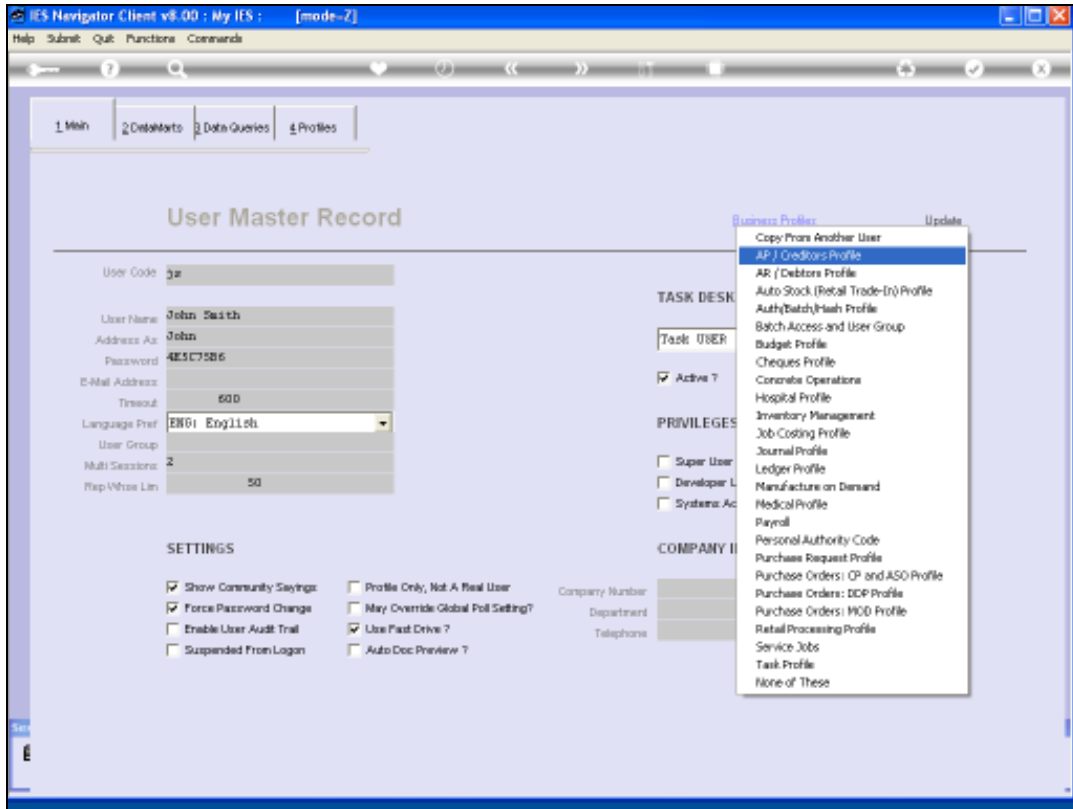 IES Navigator Client v8.00 : My IES : [mode-Z]
Help Submit Quit Functions Commands
1 Main 2 DataMarts 3 Data Queries 4 Profiles
User Master Record
Business Profiles Update
User Code
User Name John Smith
Address As John
Password 4E5C75B6
E-Mail Address
Timeout 600
Language Pref ENG: English
User Group
Multi Sessions 2
Rep Whse Lim 50
TASK DESK
Task USER
Active ?
PRIVILEGES
Super User
Developer L
Systems Ac
SETTINGS
Show Community Sayings
Force Password Change
Enable User Audit Trail
Suspended From Logon
Profile Only, Not A Real User
May Override Global Poll Setting?
Use Fast Drive ?
Auto Doc Preview ?
COMPANY I
Company Number
Department
Telephone
Copy From Another User
AP / Creditors Profile
AR / Debtors Profile
Auto Stock (Retail Trade-In) Profile
Auth/Batch/Hash Profile
Batch Access and User Group
Budget Profile
Cheques Profile
Concrete Operations
Hospital Profile
Inventory Management
Job Costing Profile
Journal Profile
Ledger Profile
Manufacture on Demand
Medical Profile
Payroll
Personal Authority Code
Purchase Request Profile
Purchase Orders: OP and ASO Profile
Purchase Orders: DDP Profile
Purchase Orders: MOD Profile
Retail Processing Profile
Service Jobs
Task Profile
None of These